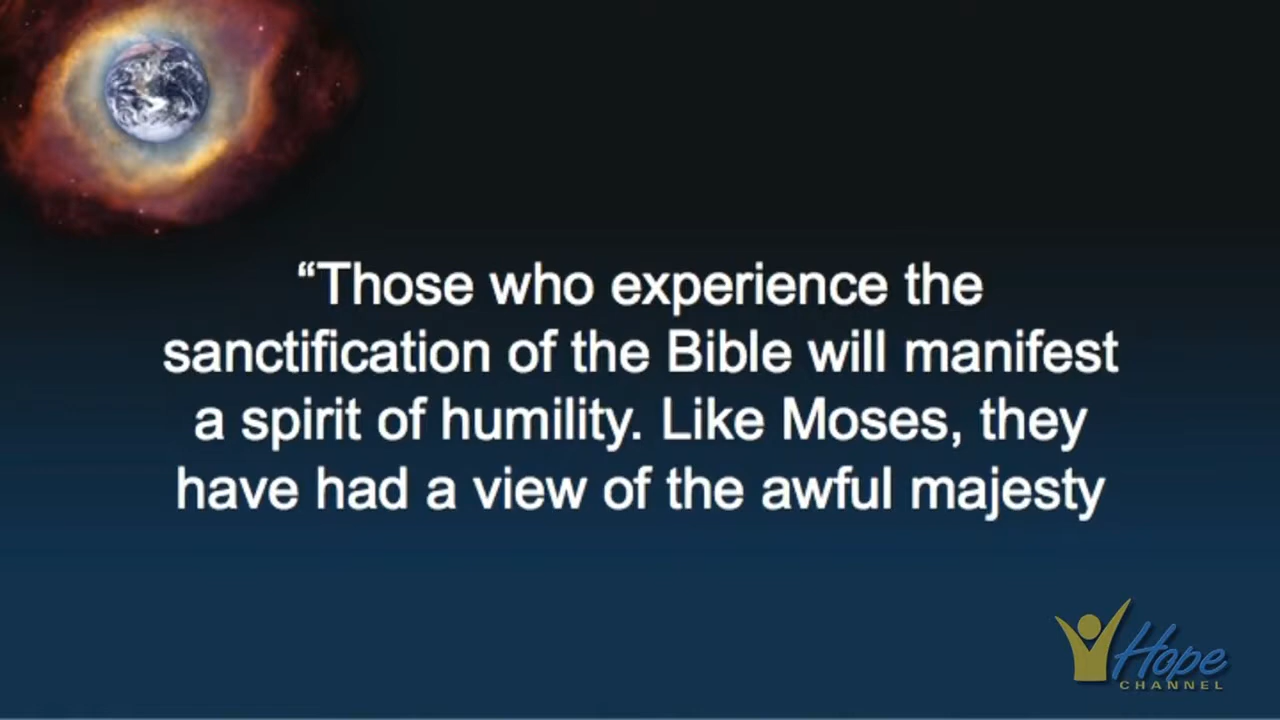 “Those who experience the
sanctification of the Bible will manifest
a spirit of humility. Like Moses, they
have had a view of the awful majesty
Hope
CHANNEL